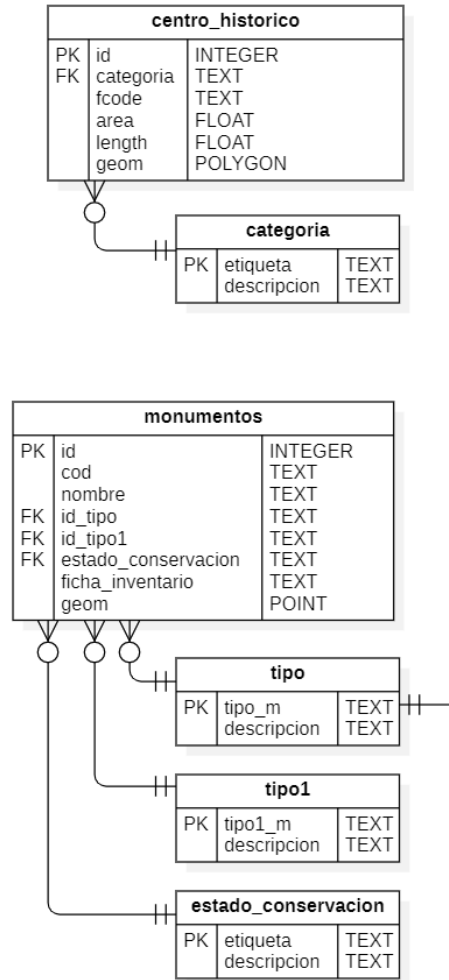 centro_historico
PK id INTEGER
FK categoria TEXT
fcode TEXT
area FLOAT
length FLOAT
geom POLYGON
categoria
PK etiqueta TEXT
descripcion TEXT
monumentos
PK id INTEGER
cod TEXT
nombre TEXT
FK id_tipo TEXT
FK id_tipo1 TEXT
FK estado_conservacion TEXT
ficha_inventario TEXT
geom POINT
tipo
PK tipo_m TEXT
descripcion TEXT
tipo1
PK tipo1_m TEXT
descripcion TEXT
estado_conservacion
PK etiqueta TEXT
descripcion TEXT